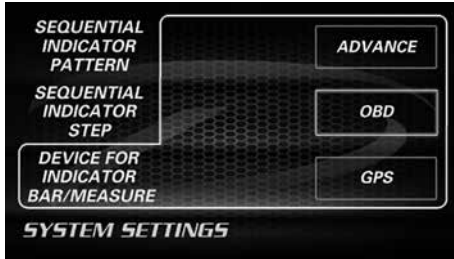 SEQUENTIAL
INDICATOR
PATTERN
ADVANCE
SEQUENTIAL
INDICATOR
STEP
OBD
DEVICE FOR
INDICATOR
BAR/MEASURE
GPS
SYSTEM SETTINGS